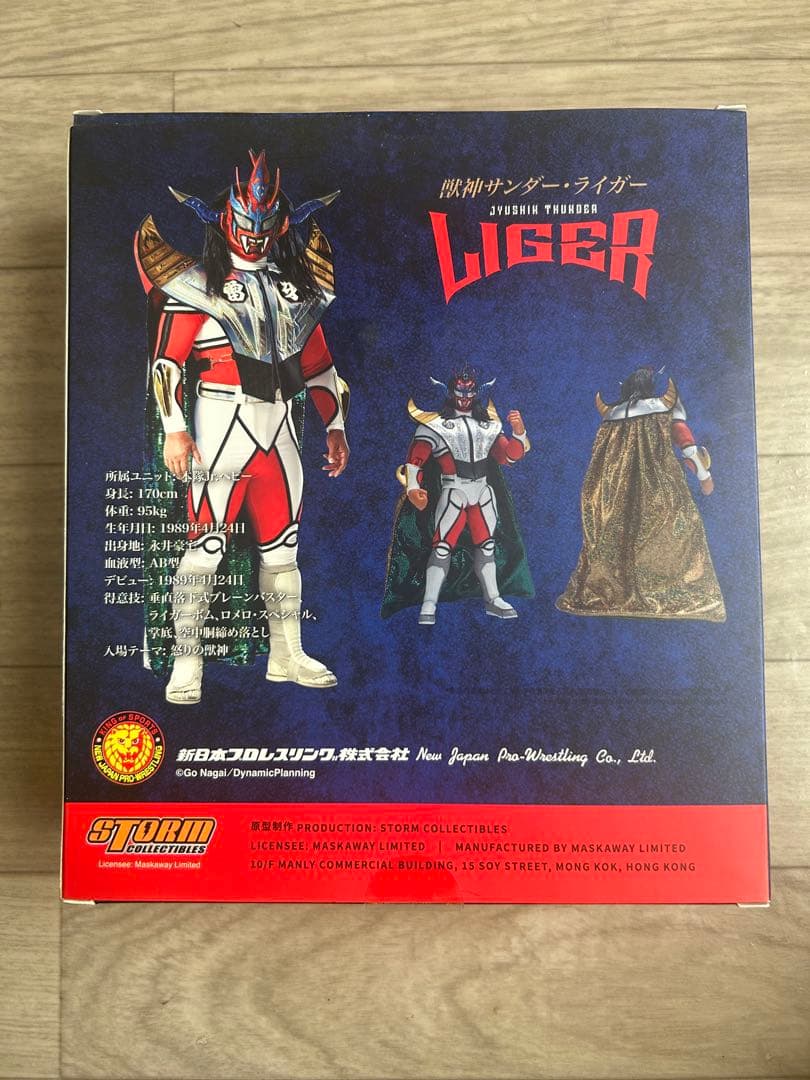 獣神サンダー・ライガー
JYUSHIN THUNDER
LIGER
雷
所属ユニット: 本隊Jr.ヘビー
身長: 170cm
体重: 95kg
生年月日: 1989年4月24日
出身地: 永井豪宅
血液型: AB型
デビュー: 1989年4月24日
得意技: 垂直落下式ブレーンバスター、
ライガーボム、ロメロ・スペシャル、
掌底、空中胴締め落とし
入場テーマ: 怒りの獣神
KING OF SPORTS
NEW JAPAN PRO-WRESTLING
新日本プロレスリング株式会社 New Japan Pro-Wrestling Co., Ltd.
©Go Nagai/DynamicPlanning
STORM
COLLECTIBLES
Licensee: Maskaway Limited
原型制作 PRODUCTION: STORM COLLECTIBLES
LICENSEE: MASKAWAY LIMITED | MANUFACTURED BY MASKAWAY LIMITED
10/F MANLY COMMERCIAL BUILDING, 15 SOY STREET, MONG KOK, HONG KONG